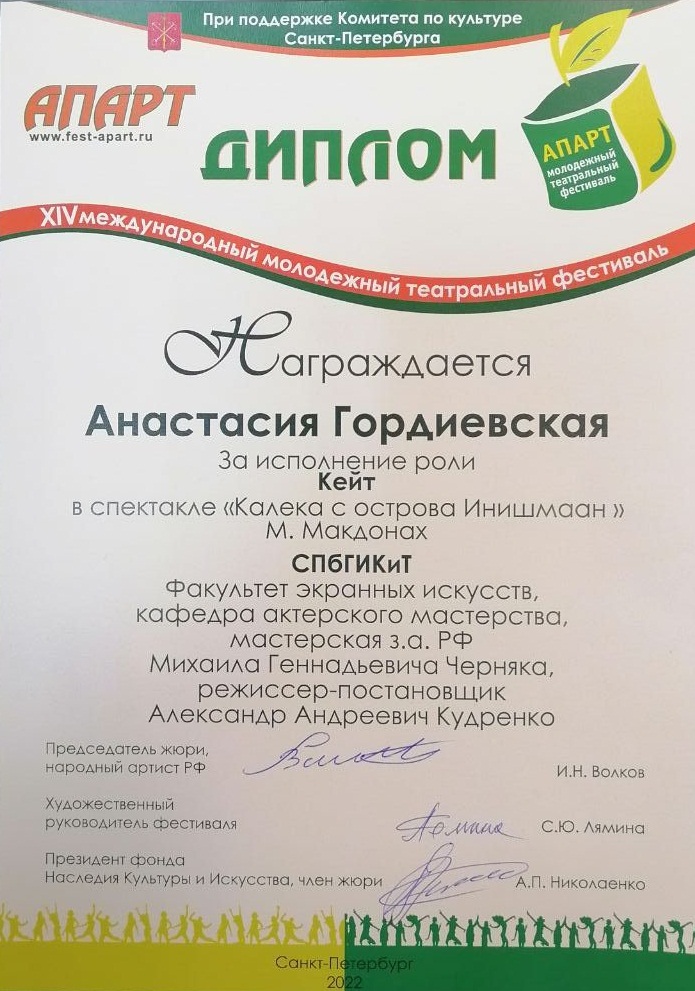 При поддержке Комитета по культуре
Санкт-Петербурга
АПАРТ
www.fest-apart.ru
ДИПЛОМ
АПАРТ
молодежный
театральный
фестиваль
XIV международный молодежный театральный фестиваль
Награждается
Анастасия Гордиевская
За исполнение роли
Кейт
в спектакле «Калека с острова Инишмаан »
М. Макдонах
СПбГИКиТ
Факультет экранных искусств,
кафедра актерского мастерства,
мастерская з.а. РФ
Михаила Геннадьевича Черняка,
режиссер-постановщик
Александр Андреевич Кудренко
Председатель жюри,
народный артист РФ
И.Н. Волков
Художественный
руководитель фестиваля
С.Ю. Лямина
Президент фонда
Наследия Культуры и Искусства, член жюри
А.П. Николаенко
Санкт-Петербург
2022